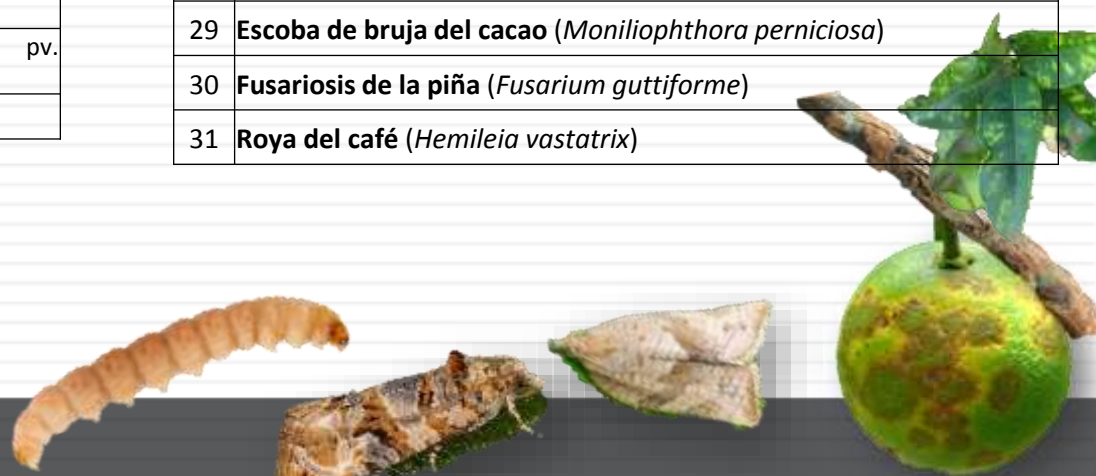 pv.
29 Escoba de bruja del cacao (Moniliophthora perniciosa)
30 Fusariosis de la piña (Fusarium guttiforme)
31 Roya del café (Hemileia vastatrix)